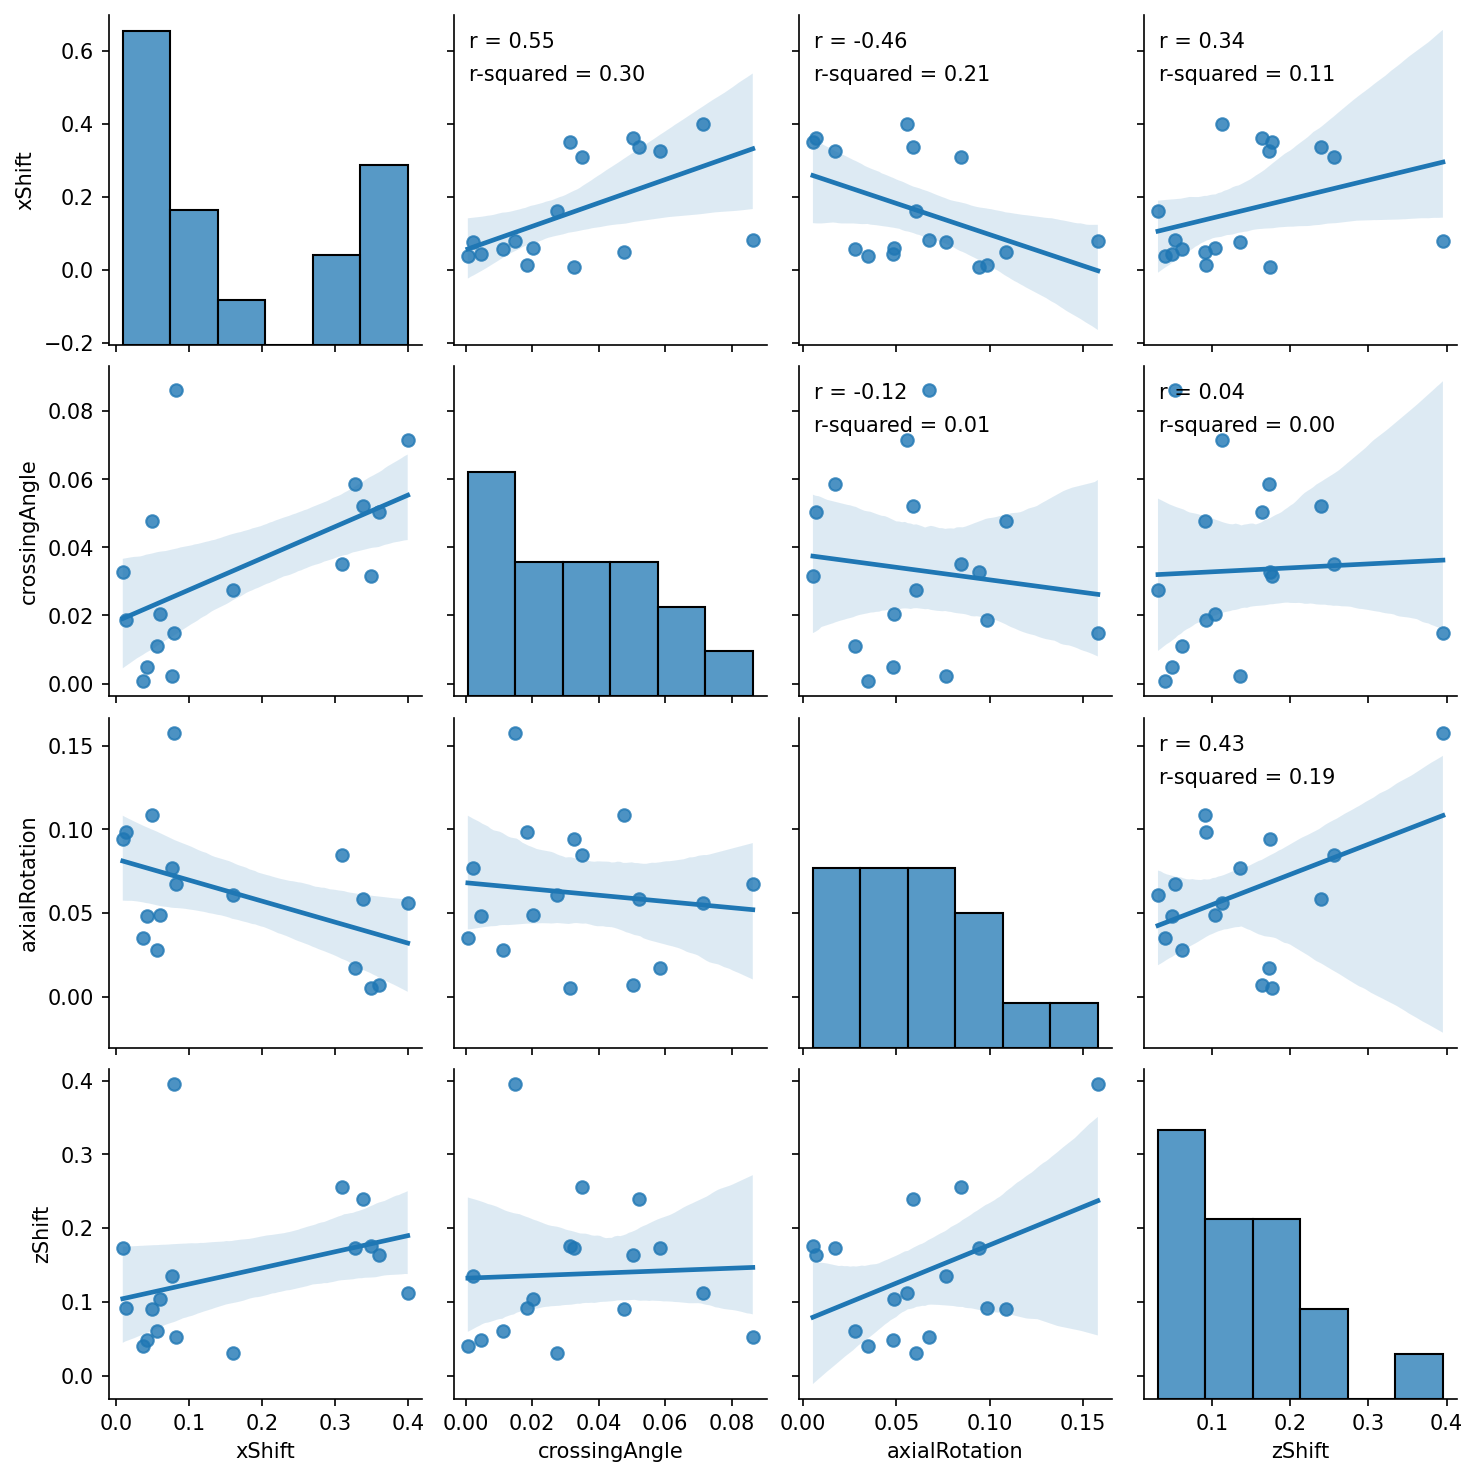 r = 0.55
r-squared = 0.30
r = -0.46
r-squared = 0.21
r = 0.34
r-squared = 0.11
0.6
0.4
0.2
0.0
−0.2
xShift
r = -0.12
r-squared = 0.01
r = 0.04
r-squared = 0.00
0.08
0.06
0.04
0.02
0.00
crossingAngle
r = 0.43
r-squared = 0.19
0.15
0.10
0.05
0.00
axialRotation
0.4
0.3
0.2
0.1
0.0
zShift
0.0 0.1 0.2 0.3 0.4 0.00 0.02 0.04 0.06 0.08 0.00 0.05 0.10 0.15 0.1 0.2 0.3 0.4
xShift crossingAngle axialRotation zShift